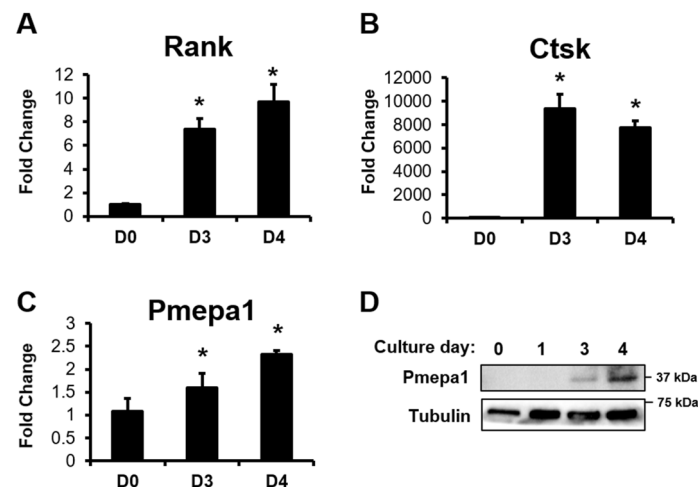 A
Rank
Fold Change
12
10
8
6
4
2
0
*
*
D0 D3 D4
B
Ctsk
Fold Change
12000
10000
8000
6000
4000
2000
0
*
*
D0 D3 D4
C
Pmepa1
Fold Change
3
2.5
2
1.5
1
0.5
0
*
*
D0 D3 D4
D
Culture day: 0 1 3 4
Pmepa1 37 kDa
75 kDa
Tubulin